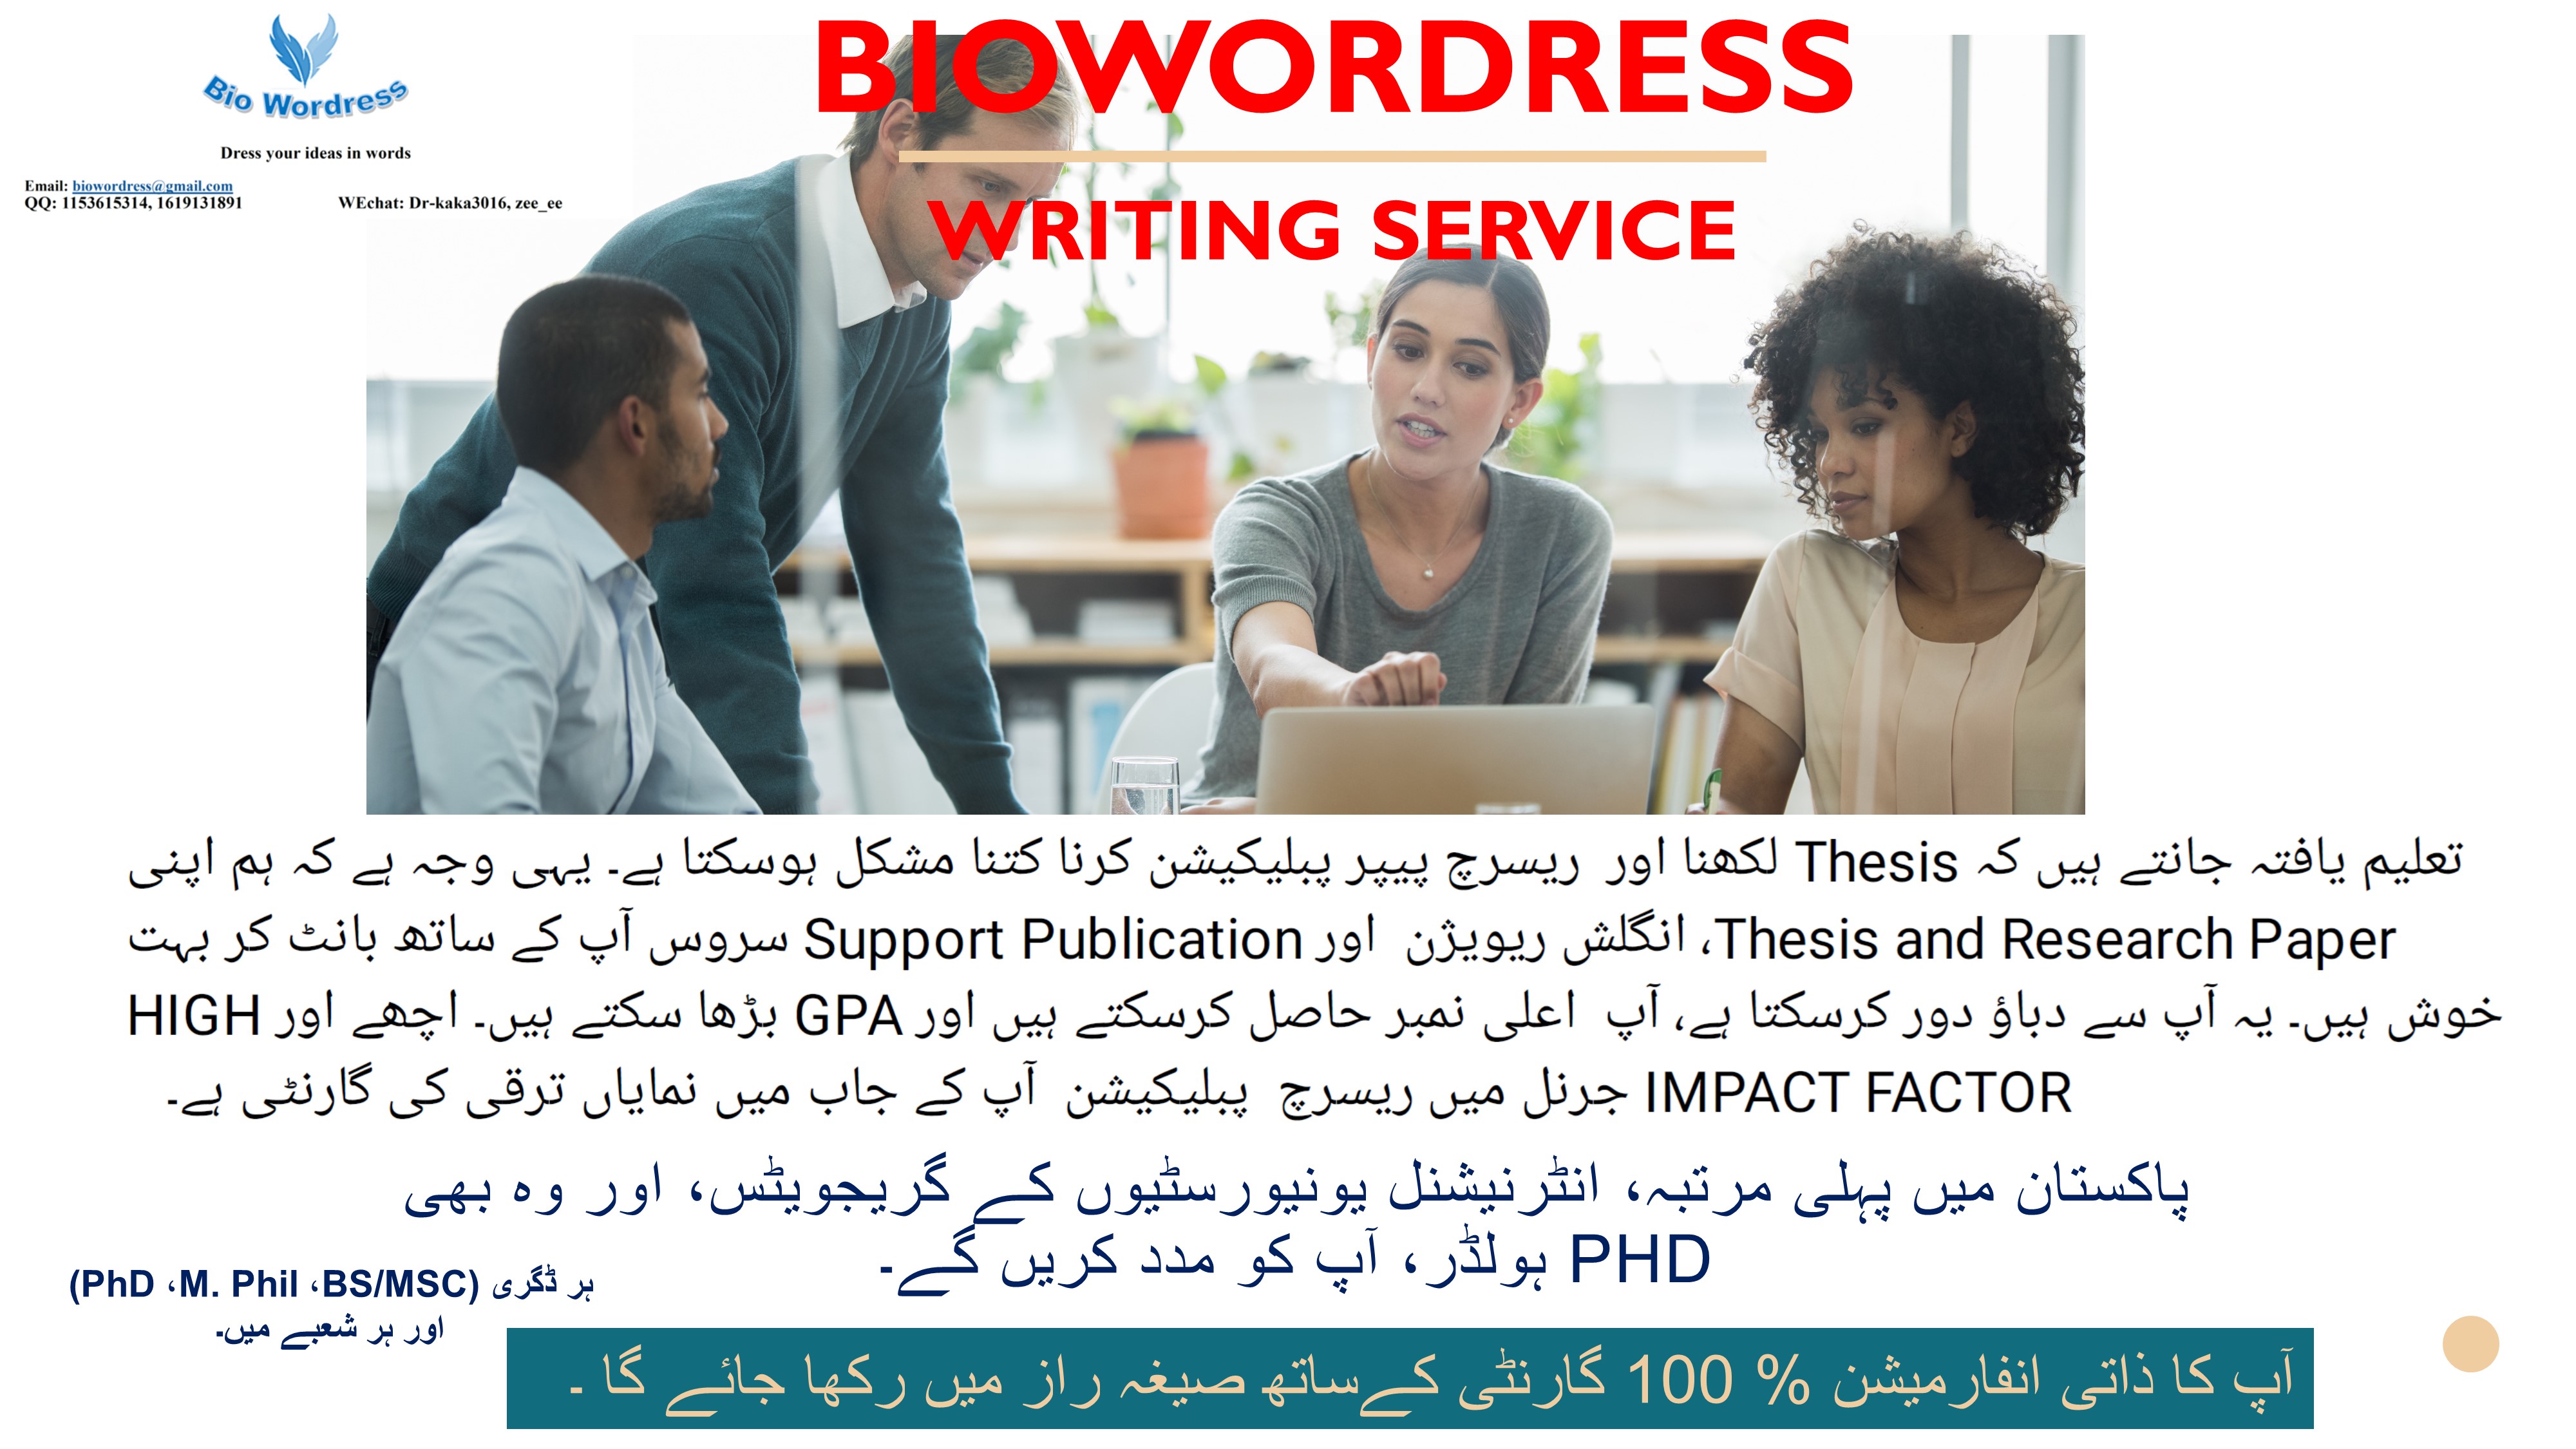 BIOWORDRESS
WRITING SERVICE
Bio Wordress
Dress your ideas in words
Email: biowordress@gmail.com
QQ: 1153615314, 1619131891
WEchat: Dr-kaka3016, zee_ee
تعلیم یافتہ جانتے ہیں کہ Thesis لکھنا اور ریسرچ پیپر پبلیکیشن کرنا کتنا مشکل ہوسکتا ہے۔ یہی وجہ ہے کہ ہم اپنی
Thesis and Research Paper، انگلش ریویژن اور Support Publication سروس آپ کے ساتھ بانٹ کر بہت
خوش ہیں۔ یہ آپ سے دباؤ دور کرسکتا ہے، آپ اعلی نمبر حاصل کرسکتے ہیں اور GPA بڑھا سکتے ہیں۔ اچھے اور HIGH
IMPACT FACTOR جرنل میں ریسرچ پبلیکیشن آپ کے جاب میں نمایاں ترقی کی گارنٹی ہے۔
پاکستان میں پہلی مرتبہ، انٹرنیشنل یونیورسٹیوں کے گریجویٹس، اور وہ بھی
PHD ہولڈر، آپ کو مدد کریں گے۔
ہر ڈگری (PhD ،M. Phil ،BS/MSC)
اور ہر شعبے میں۔
آپ کا ذاتی انفارمیشن % 100 گارنٹی کےساتھ صیغہ راز میں رکھا جائے گا ۔